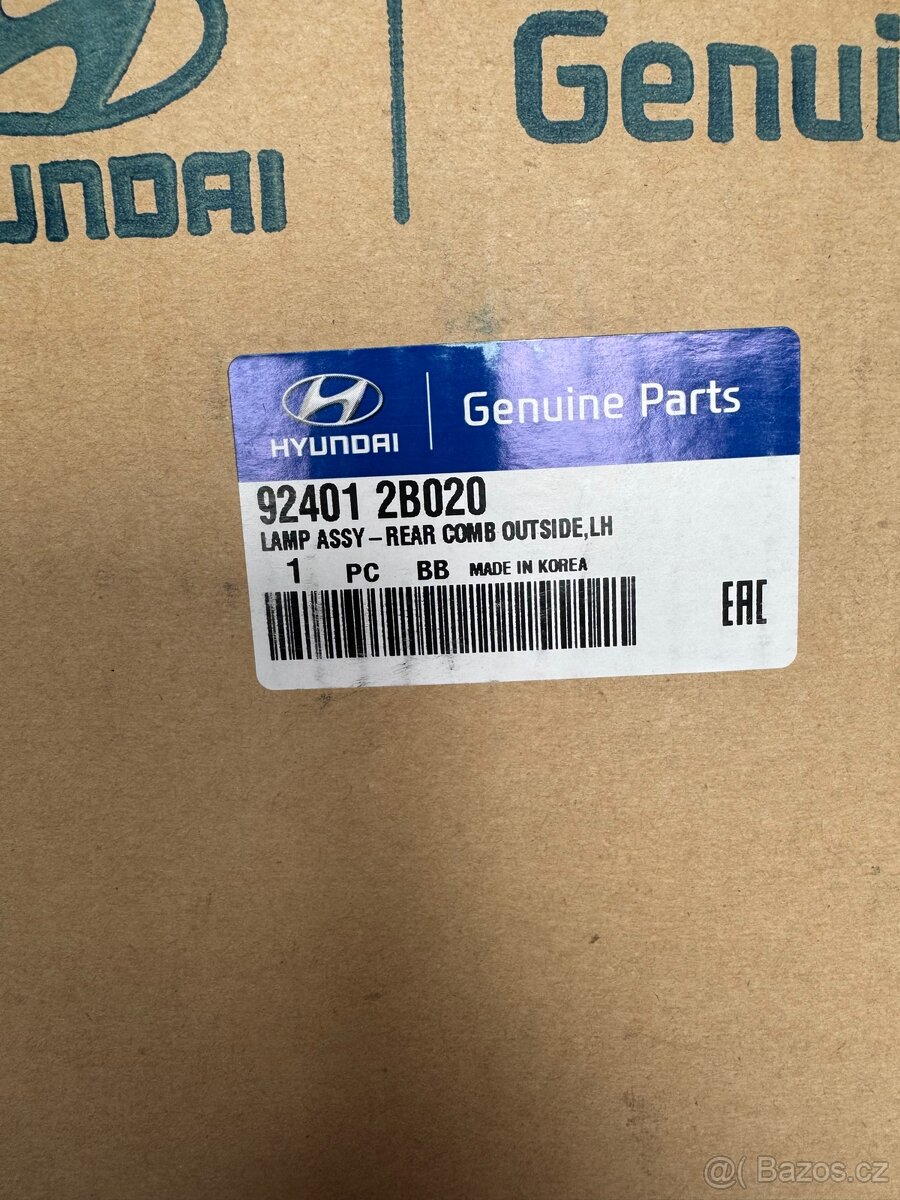 Genui
UNDAI
HYUNDAI
Genuine Parts
92401 2B020
LAMP ASSY-REAR COMB OUTSIDE,LH
1 PC BB MADE IN KOREA
EAC
@( Bazos.cz